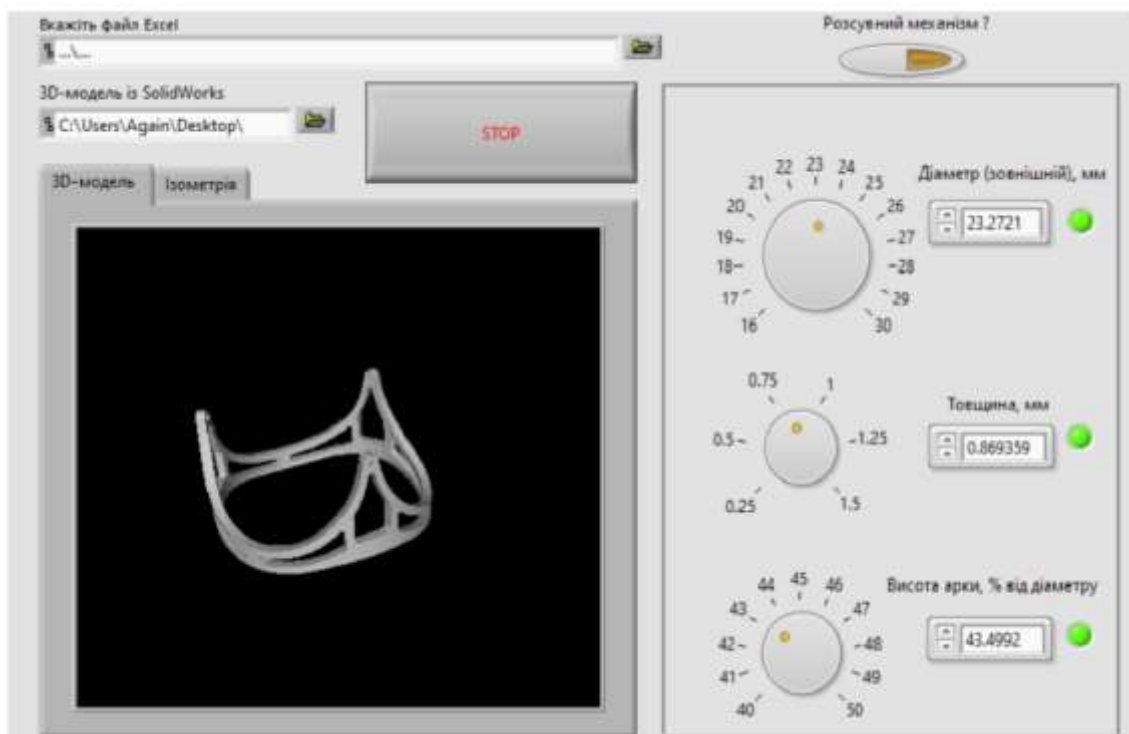 Вкажіть файл Excel
...\...
Розсувний механізм ?
3D-модель із SolidWorks
C:\Users\Again\Desktop\
STOP
3D-модель
Ізометрія
16 17 18 19 20 21 22 23 24 25 26 27 28 29 30
Діаметр (зовнішній), мм
23.2721
0.25 0.5 0.75 1 1.25 1.5
Товщина, мм
0.869359
40 41 42 43 44 45 46 47 48 49 50
Висота арки, % від діаметру
43.4992